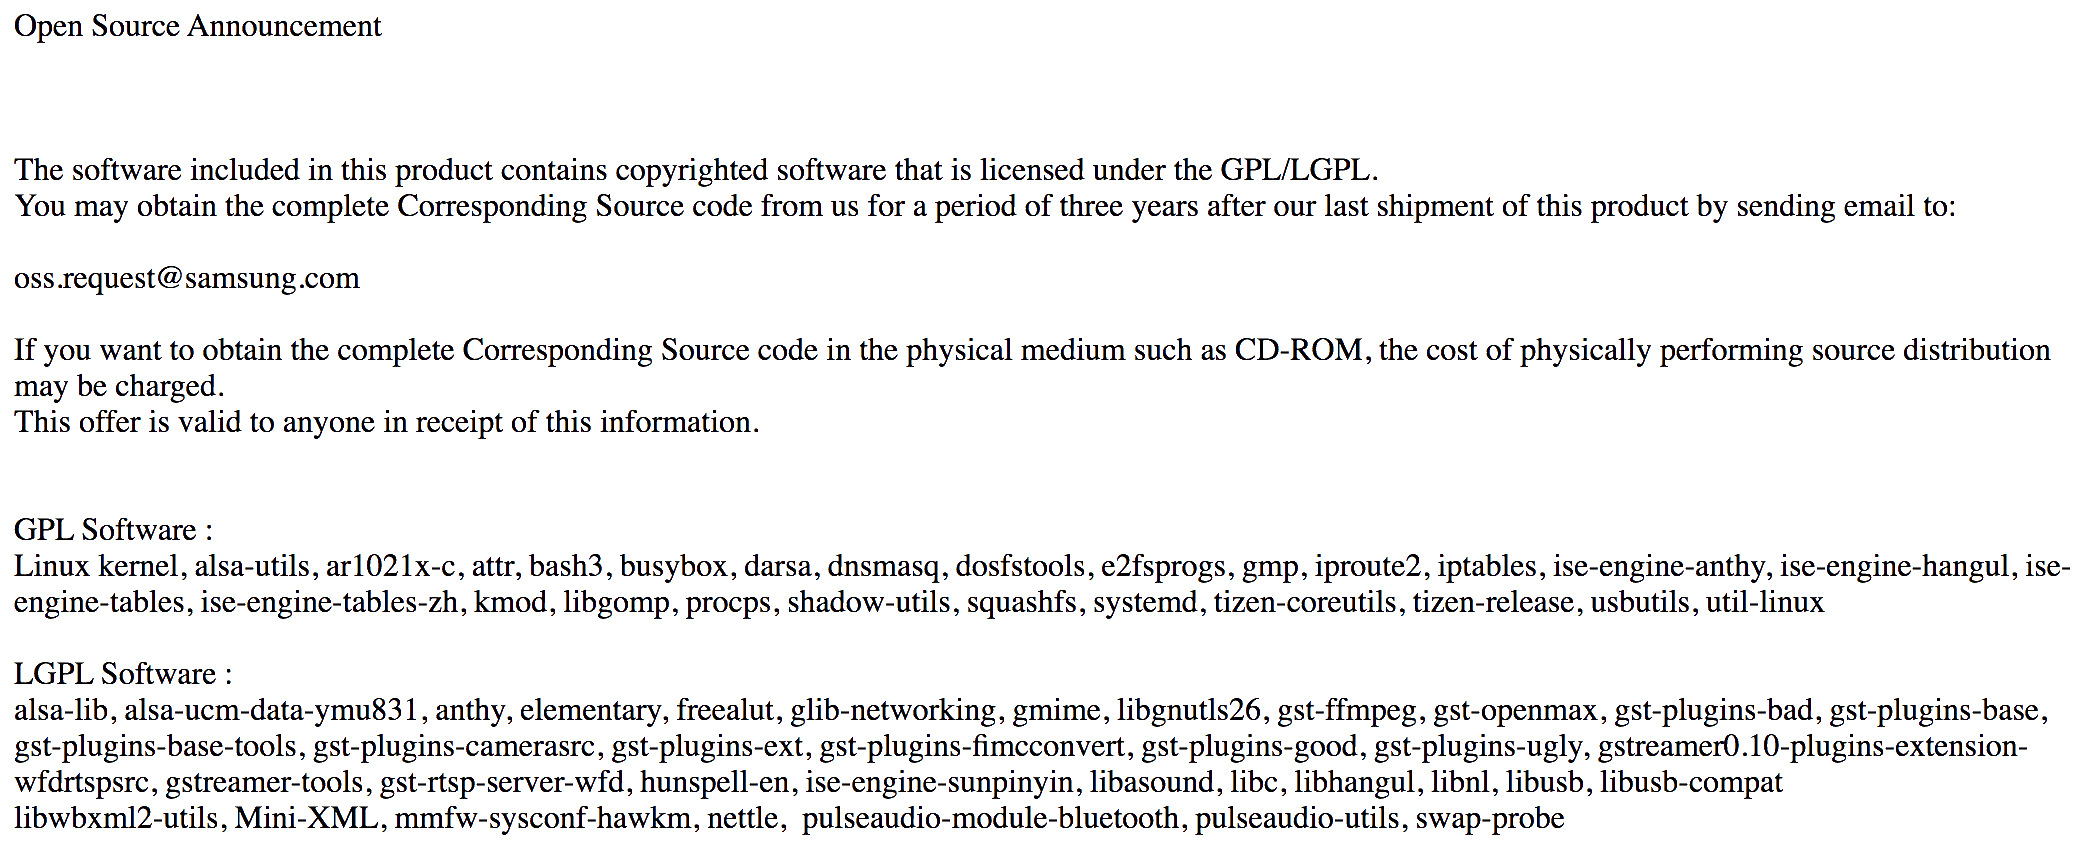 Open Source Announcement
The software included in this product contains copyrighted software that is licensed under the GPL/LGPL.
You may obtain the complete Corresponding Source code from us for a period of three years after our last shipment of this product by sending email to:
oss.request@samsung.com
If you want to obtain the complete Corresponding Source code in the physical medium such as CD-ROM, the cost of physically performing source distribution
may be charged.
This offer is valid to anyone in receipt of this information.
GPL Software :
Linux kernel, alsa-utils, ar1021x-c, attr, bash3, busybox, darsa, dnsmasq, dosfstools, e2fsprogs, gmp, iproute2, iptables, ise-engine-anthy, ise-engine-hangul, ise-
engine-tables, ise-engine-tables-zh, kmod, libgomp, procps, shadow-utils, squashfs, systemd, tizen-coreutils, tizen-release, usbutils, util-linux
LGPL Software :
alsa-lib, alsa-ucm-data-ymu831, anthy, elementary, freealut, glib-networking, gmime, libgnutls26, gst-ffmpeg, gst-openmax, gst-plugins-bad, gst-plugins-base,
gst-plugins-base-tools, gst-plugins-camerasrc, gst-plugins-ext, gst-plugins-fimcconvert, gst-plugins-good, gst-plugins-ugly, gstreamer0.10-plugins-extension-
wfdrtspsrc, gstreamer-tools, gst-rtsp-server-wfd, hunspell-en, ise-engine-sunpinyin, libasound, libc, libhangul, libnl, libusb, libusb-compat
libwbxml2-utils, Mini-XML, mmfw-sysconf-hawkm, nettle,  pulseaudio-module-bluetooth, pulseaudio-utils, swap-probe